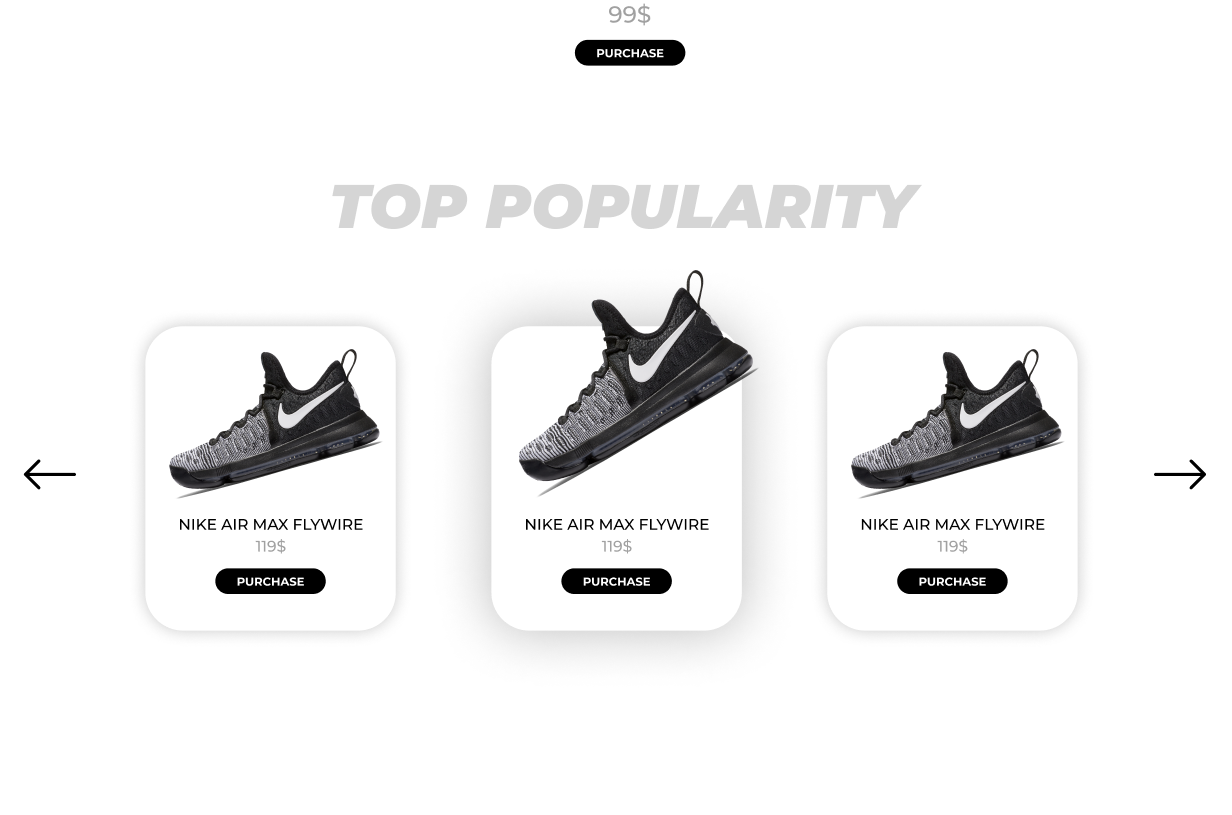 99$
PURCHASE
TOP POPULARITY
NIKE AIR MAX FLYWIRE
119$
PURCHASE
NIKE AIR MAX FLYWIRE
119$
PURCHASE
NIKE AIR MAX FLYWIRE
119$
PURCHASE